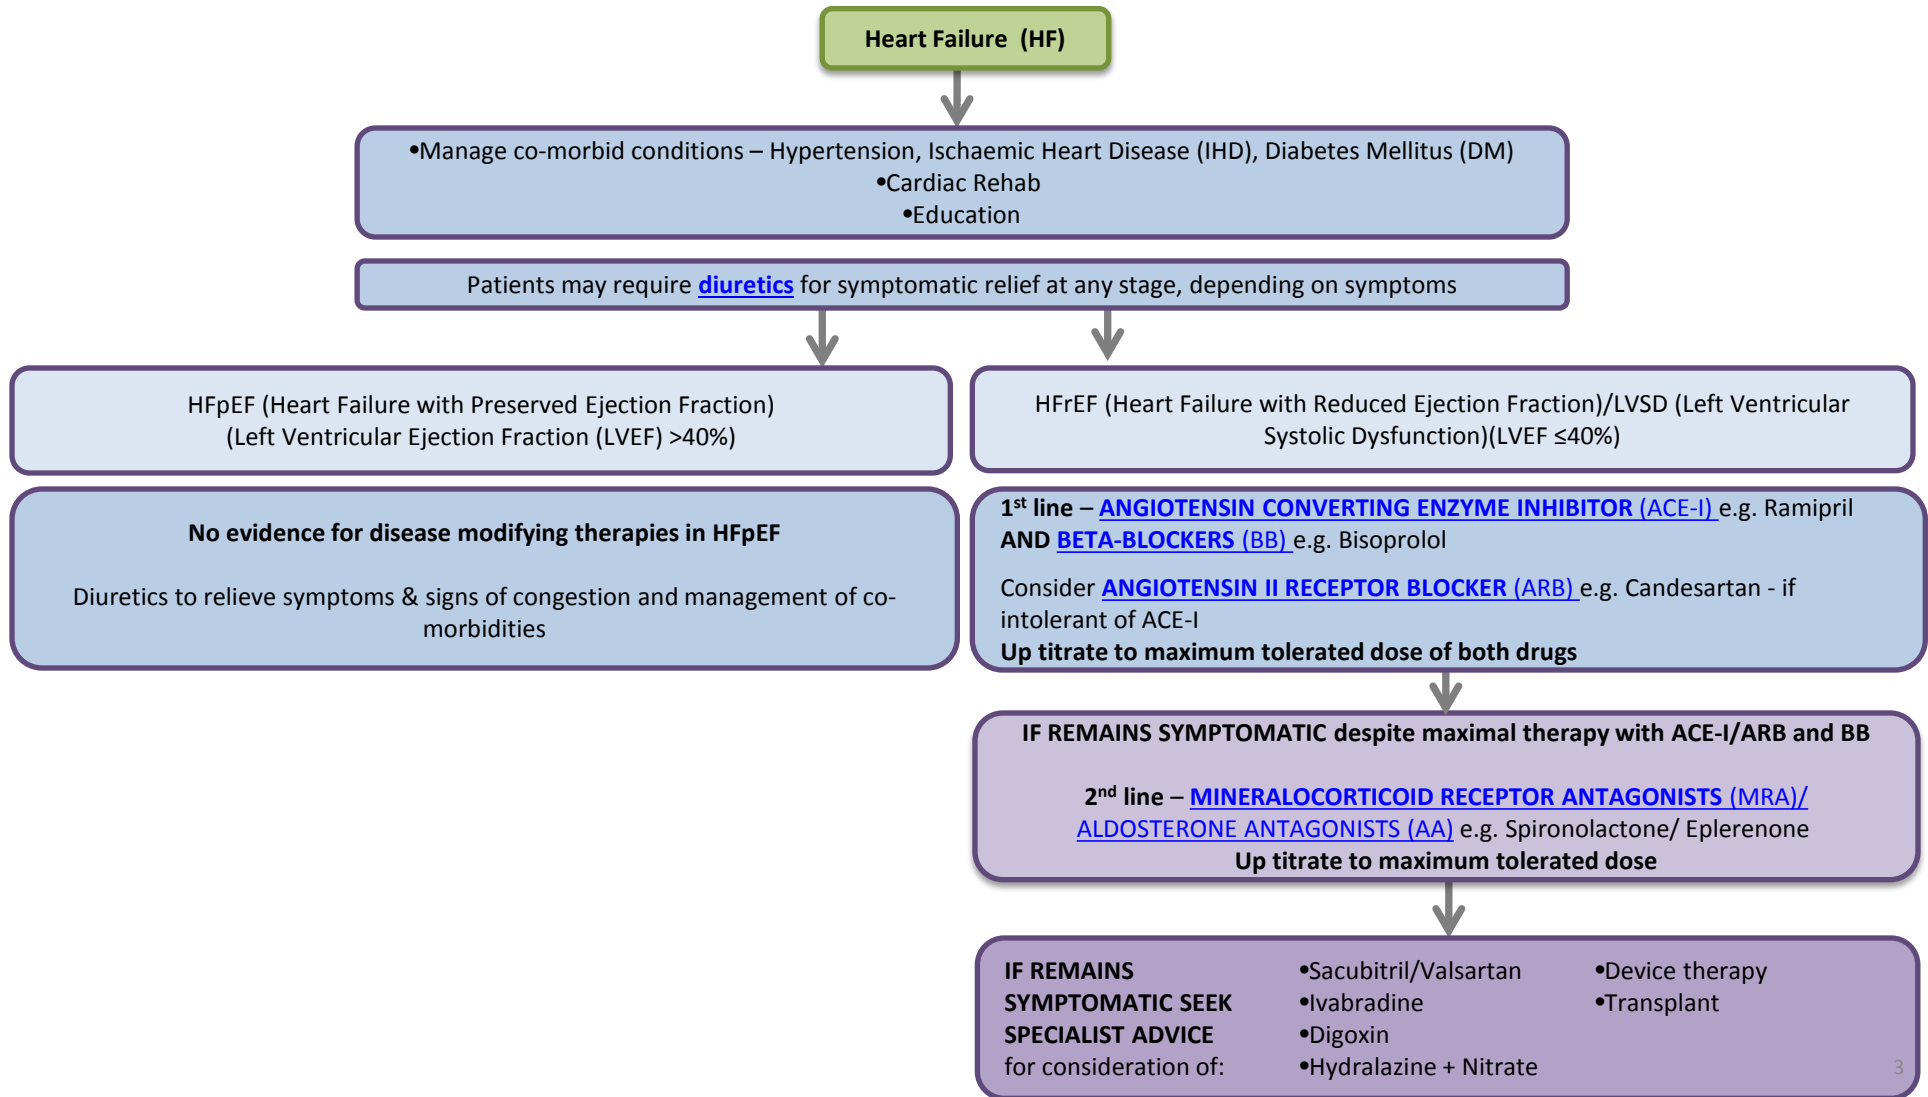 Heart Failure (HF)
•Manage co-morbid conditions – Hypertension, Ischaemic Heart Disease (IHD), Diabetes Mellitus (DM)
•Cardiac Rehab
•Education
Patients may require diuretics for symptomatic relief at any stage, depending on symptoms
HFpEF (Heart Failure with Preserved Ejection Fraction)
(Left Ventricular Ejection Fraction (LVEF) >40%)
HFrEF (Heart Failure with Reduced Ejection Fraction)/LVSD (Left Ventricular
Systolic Dysfunction)(LVEF ≤40%)
No evidence for disease modifying therapies in HFpEF
Diuretics to relieve symptoms & signs of congestion and management of co-
morbidities
1st line – ANGIOTENSIN CONVERTING ENZYME INHIBITOR (ACE-I) e.g. Ramipril
AND BETA-BLOCKERS (BB) e.g. Bisoprolol
Consider ANGIOTENSIN II RECEPTOR BLOCKER (ARB) e.g. Candesartan - if
intolerant of ACE-I
Up titrate to maximum tolerated dose of both drugs
IF REMAINS SYMPTOMATIC despite maximal therapy with ACE-I/ARB and BB
2nd line – MINERALOCORTICOID RECEPTOR ANTAGONISTS (MRA)/
ALDOSTERONE ANTAGONISTS (AA) e.g. Spironolactone/ Eplerenone
Up titrate to maximum tolerated dose
IF REMAINS
SYMPTOMATIC SEEK
SPECIALIST ADVICE
for consideration of:
•Sacubitril/Valsartan
•Ivabradine
•Digoxin
•Hydralazine + Nitrate
•Device therapy
•Transplant
3